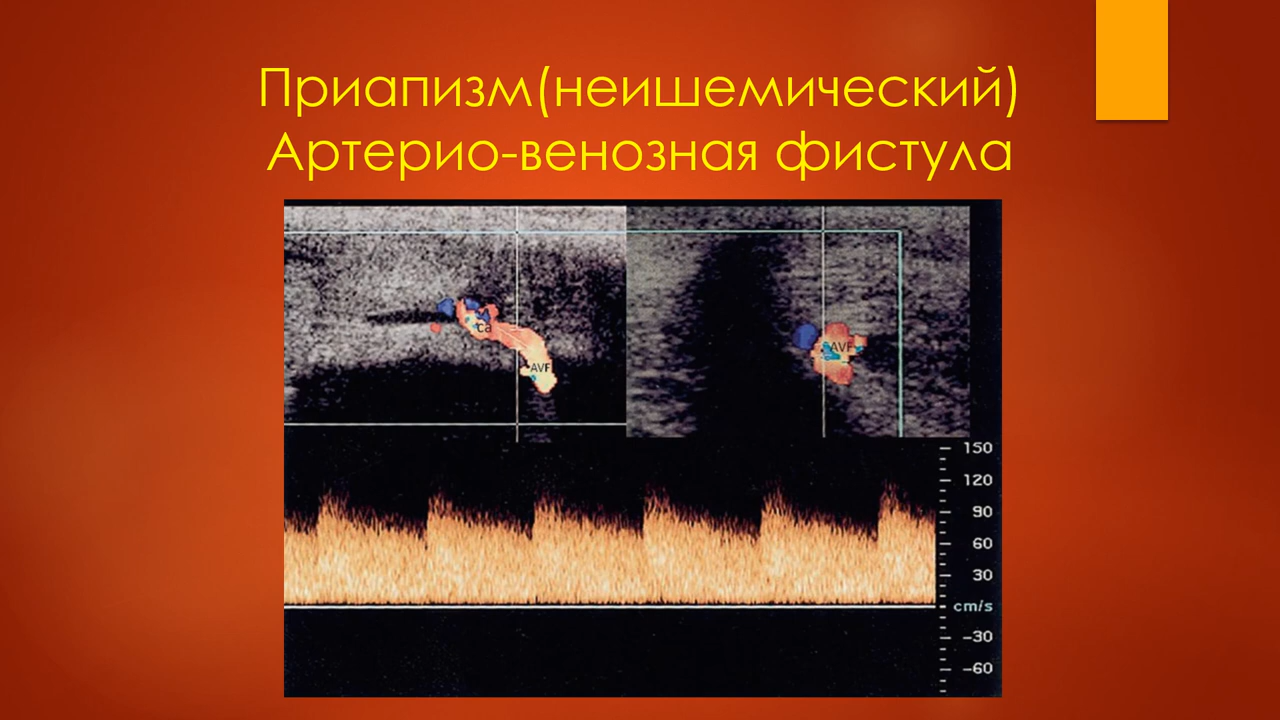 Приапизм(неишемический)
Артерио-венозная фистула
Ca
AVF
AVF
150
120
90
60
30
cm/s
-30
-60